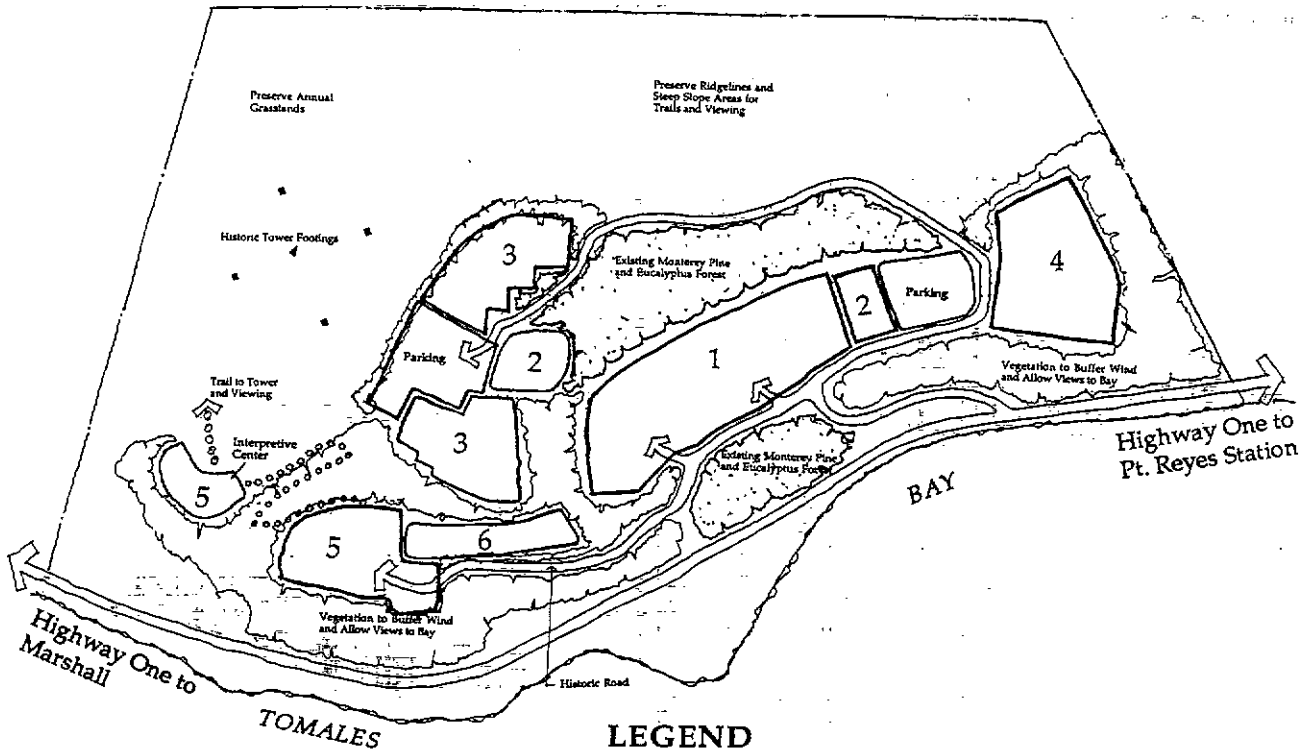 Preserve Annual
Grasslands
Preserve Ridgelines and
Steep Slope Areas for
Trails and Viewing
Historic Tower Footings
3
Existing Monterey Pine
and Eucalyptus Forest
4
2
Parking
Parking
2
1
Trail to Tower
and Viewing
Vegetation to Buffer Wind
and Allow Views to Bay
Interpretive
Center
3
5
Existing Monterey Pine
and Eucalyptus Forest
Highway One to
Pt. Reyes Station
BAY
5
6
Vegetation to Buffer Wind
and Allow Views to Bay
Highway One to
Marshall
Historic Road
TOMALES
LEGEND